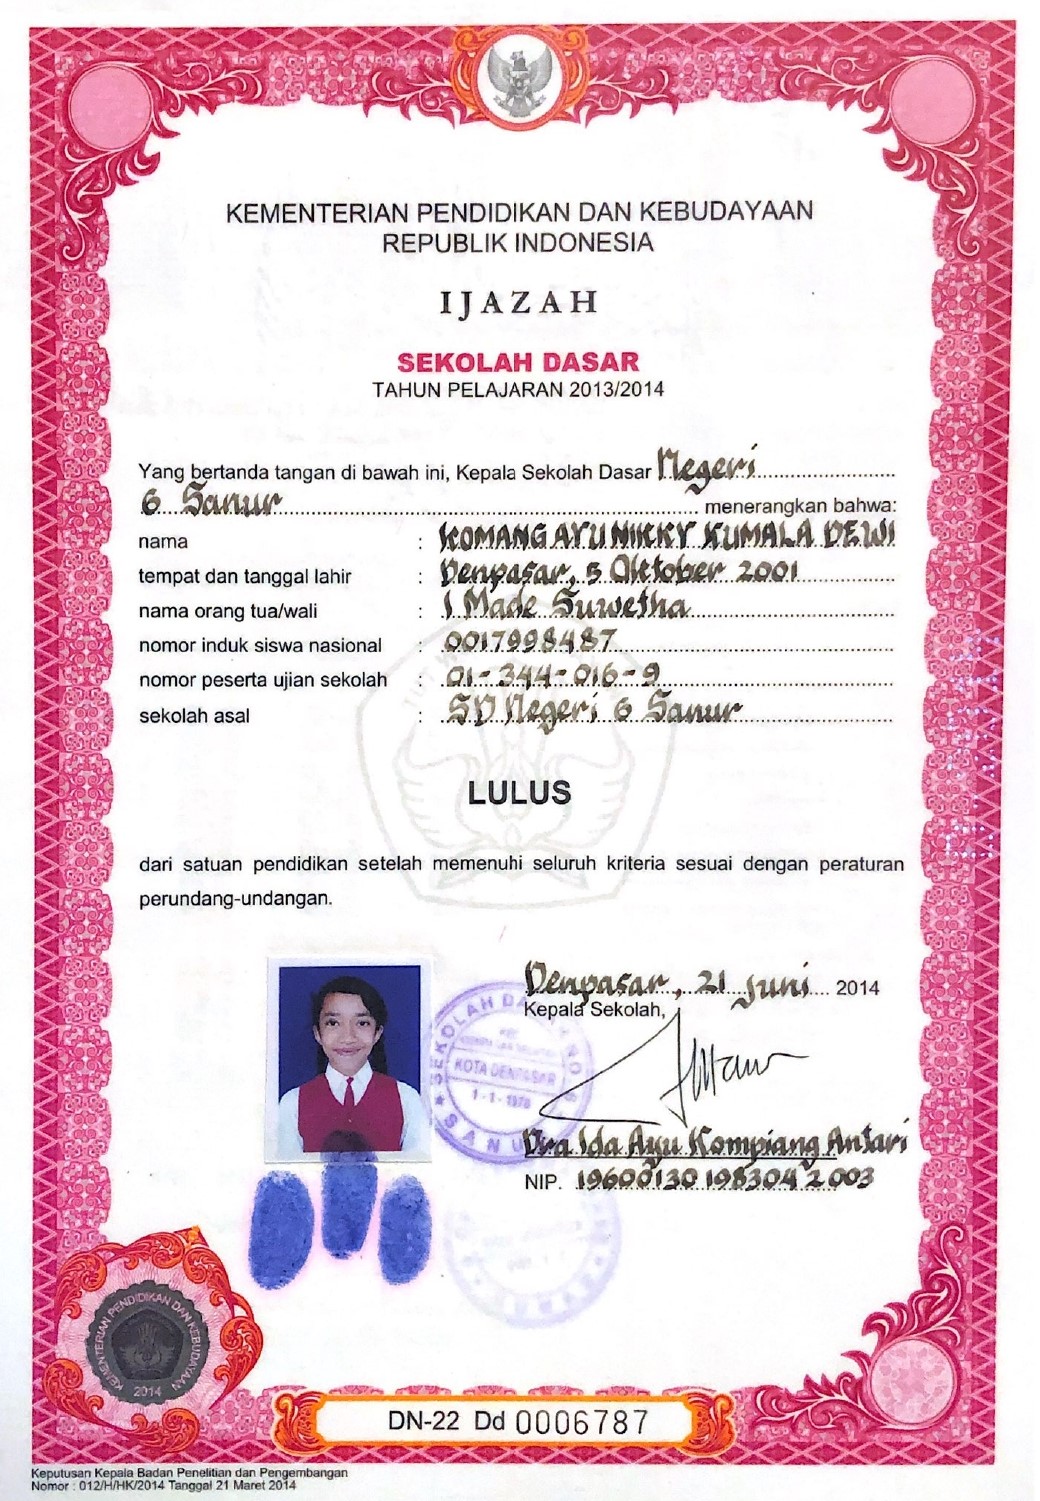 KEMENTERIAN PENDIDIKAN DAN KEBUDAYAAN
REPUBLIK INDONESIA
IJAZAH
SEKOLAH DASAR
TAHUN PELAJARAN 2013/2014
Yang bertanda tangan di bawah ini, Kepala Sekolah Dasar Negeri
6 Sanur menerangkan bahwa:
nama : KOMANG AYU NIKKY KUMALA DEWI
tempat dan tanggal lahir : Denpasar, 5 Oktober 2001
nama orang tua/wali : I Made Suwetha
nomor induk siswa nasional : 0017998487
nomor peserta ujian sekolah : 01-344-016-9
sekolah asal : SD Negeri 6 Sanur
LULUS
dari satuan pendidikan setelah memenuhi seluruh kriteria sesuai dengan peraturan
perundang-undangan.
Denpasar, 21 Juni 2014
Kepala Sekolah,
SEKOLAH DASAR
KOTA DENPASAR
1-1-1978
SANUR
Dra Ida Ayu Kompiang Antari
NIP. 19600130 198304 2 003
KEMENTERIAN PENDIDIKAN DAN KEBUDAYAAN
2014
DN-22 Dd 0006787
Keputusan Kepala Badan Penelitian dan Pengembangan
Nomor : 012/H/HK/2014 Tanggal 21 Maret 2014